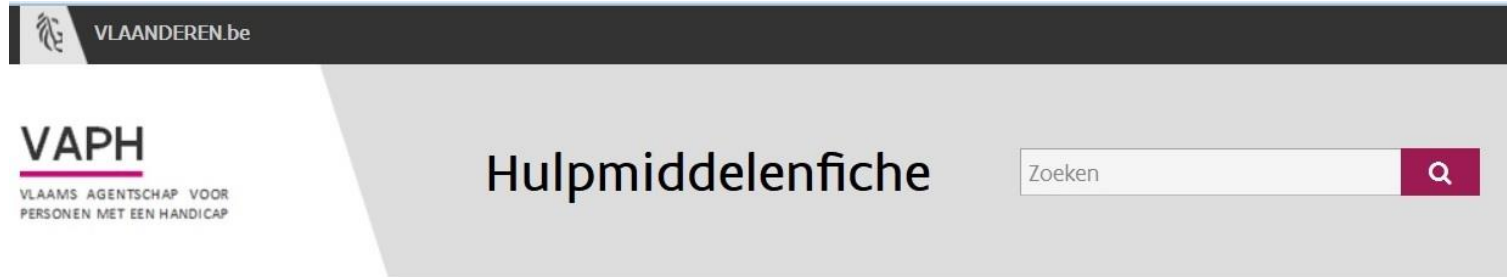 VLAANDEREN.be
VAPH
VLAAMS AGENTSCHAP VOOR
PERSONEN MET EEN HANDICAP
Hulpmiddelenfiche
Zoeken